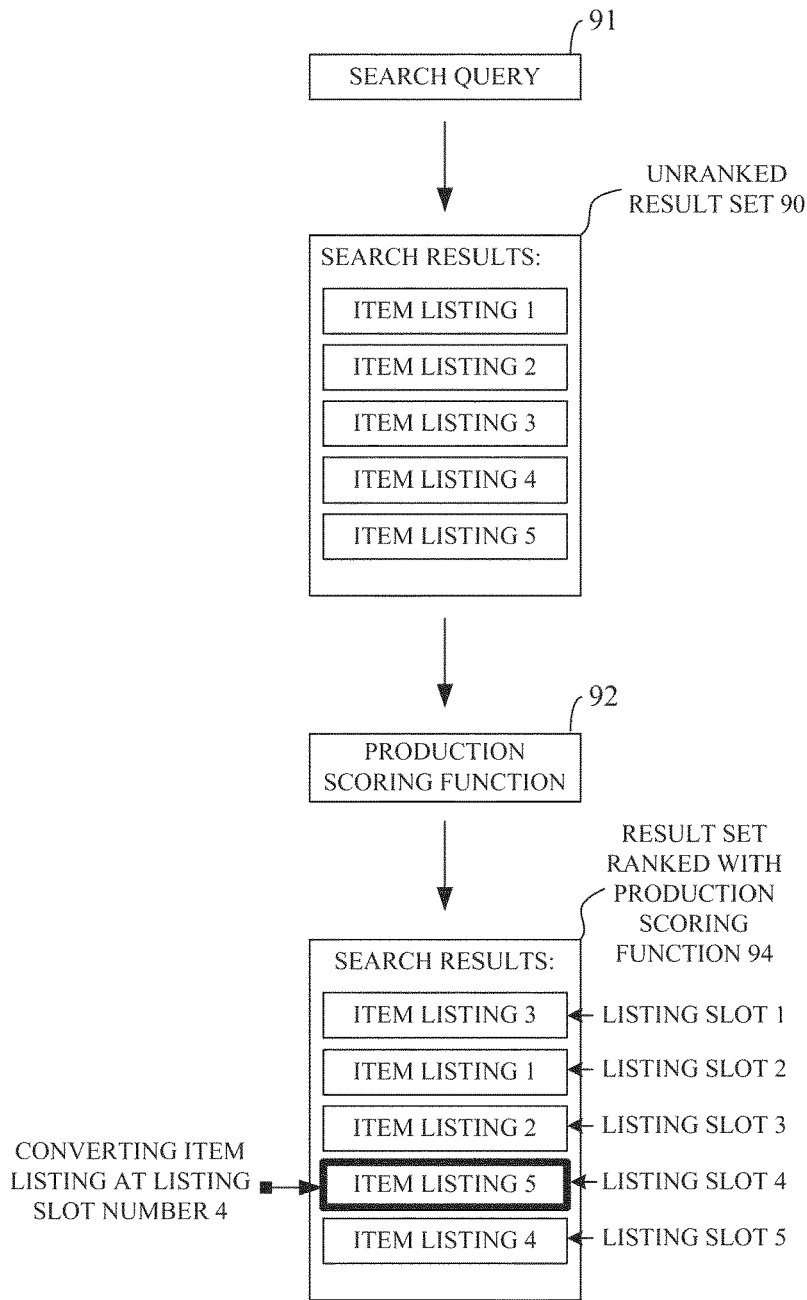 91
SEARCH QUERY
UNRANKED
RESULT SET 90
SEARCH RESULTS:
ITEM LISTING 1
ITEM LISTING 2
ITEM LISTING 3
ITEM LISTING 4
ITEM LISTING 5
92
PRODUCTION
SCORING FUNCTION
RESULT SET
RANKED WITH
PRODUCTION
SCORING
FUNCTION 94
SEARCH RESULTS:
ITEM LISTING 3
LISTING SLOT 1
ITEM LISTING 1
LISTING SLOT 2
ITEM LISTING 2
LISTING SLOT 3
CONVERTING ITEM
LISTING AT LISTING
SLOT NUMBER 4
ITEM LISTING 5
LISTING SLOT 4
ITEM LISTING 4
LISTING SLOT 5